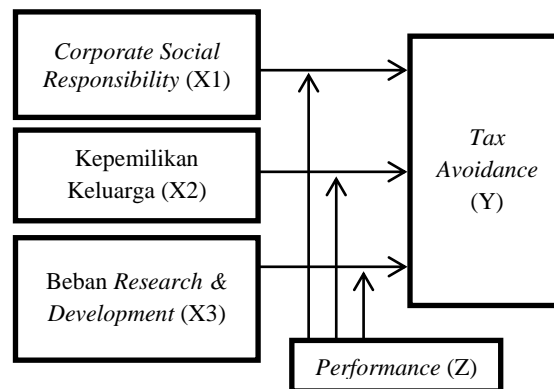 Corporate Social
Responsibility (X1)
Kepemilikan
Keluarga (X2)
Beban Research &
Development (X3)
Tax
Avoidance
(Y)
Performance (Z)